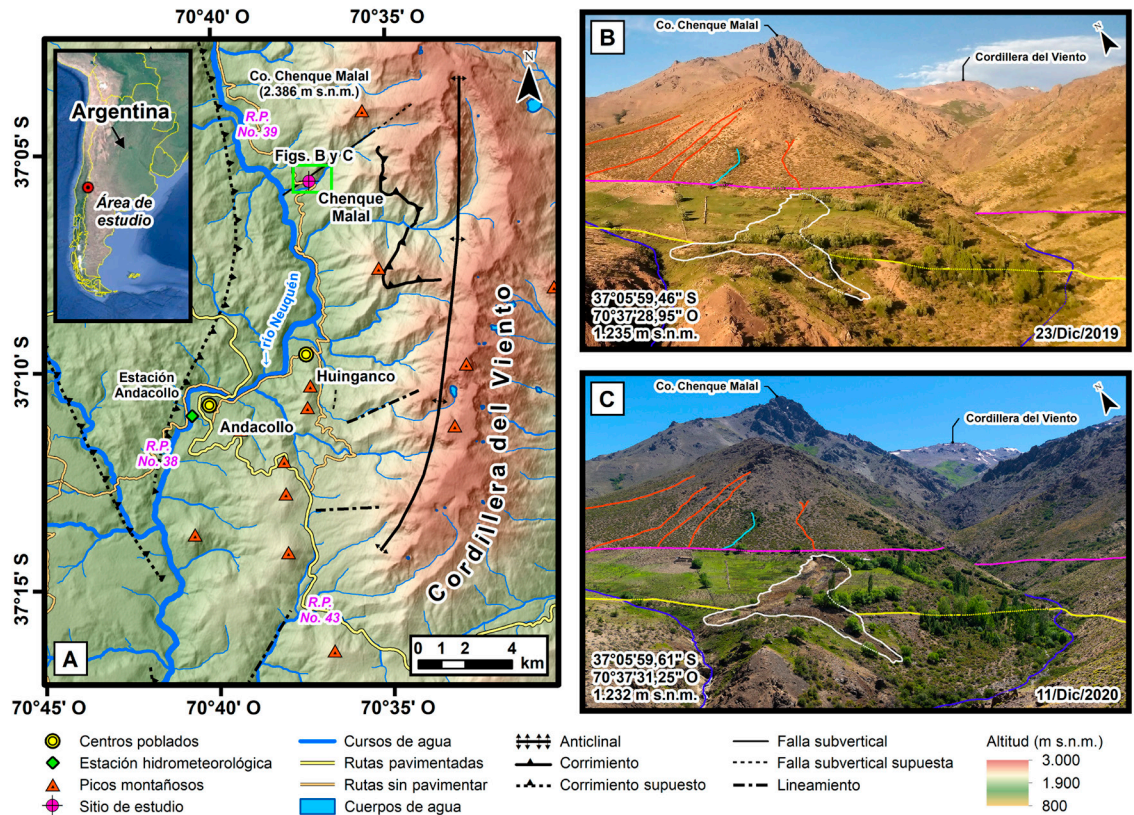 70° 40' O
70° 35' O
Argentina
Área de
estudio
Co. Chenque Malal
(2.386 m s.n.m.)
N
R.P.
No. 39
Figs. B y C
Chenque
Malal
37°05' S
← río Neuquén
37°10' S
Estación
Andacollo
Huinganco
Andacollo
R.P.
No. 38
Cordillera del Viento
37°15' S
R.P.
No. 43
A
0 1 2 4
km
70°45' O
70°40' O
70°35' O
B
Co. Chenque Malal
Cordillera del Viento
N
37°05'59,46" S
70°37'28,95" O
1.235 m s.n.m.
23/Dic/2019
C
Co. Chenque Malal
Cordillera del Viento
N
37°05'59,61" S
70°37'31,25" O
1.232 m s.n.m.
11/Dic/2020
Centros poblados
Estación hidrometeorológica
Picos montañosos
Sitio de estudio
Cursos de agua
Rutas pavimentadas
Rutas sin pavimentar
Cuerpos de agua
Anticlinal
Corrimiento
Corrimiento supuesto
Falla subvertical
Falla subvertical supuesta
Lineamiento
Altitud (m s.n.m.)
3.000
1.900
800